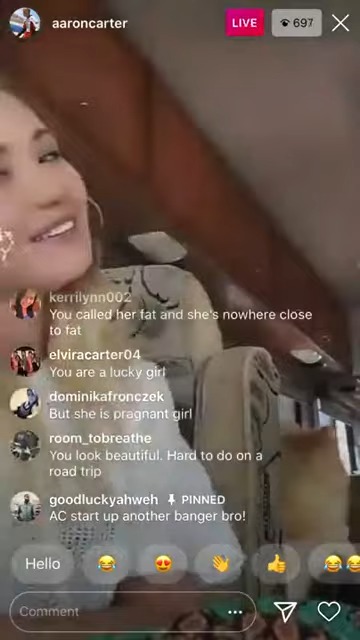 aaroncarter
LIVE
697
kerrilynn002
You called her fat and she's nowhere close
to fat
elviracarter04
You are a lucky girl
dominikafronczek
But she is pragnant girl
room_tobreathe
You look beautiful. Hard to do on a
road trip
goodluckyahweh PINNED
AC start up another banger bro!
Hello
Comment